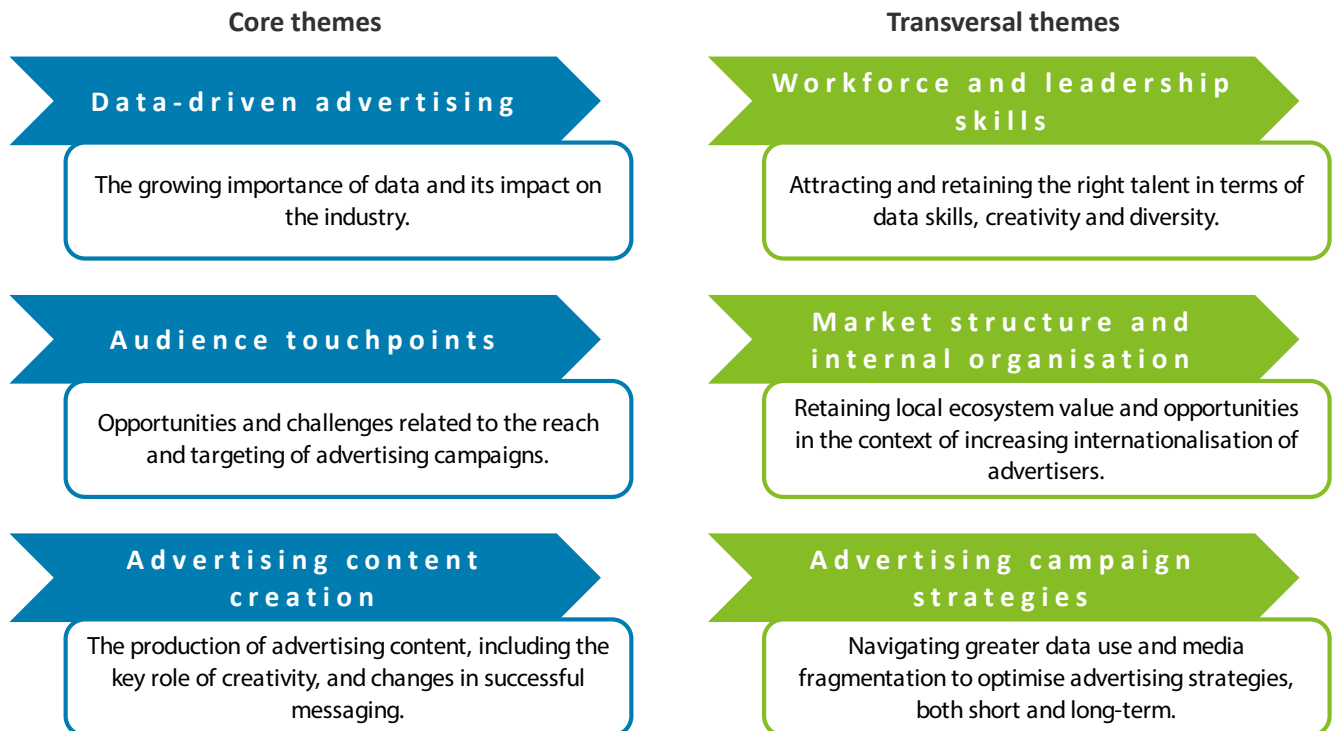 Core themes
Data-driven advertising
The growing importance of data and its impact on
the industry.
Audience touchpoints
Opportunities and challenges related to the reach
and targeting of advertising campaigns.
Advertising content
creation
The production of advertising content, including the
key role of creativity, and changes in successful
messaging.
Transversal themes
Workforce and leadership
skills
Attracting and retaining the right talent in terms of
data skills, creativity and diversity.
Market structure and
internal organisation
Retaining local ecosystem value and opportunities
in the context of increasing internationalisation of
advertisers.
Advertising campaign
strategies
Navigating greater data use and media
fragmentation to optimise advertising strategies,
both short and long-term.